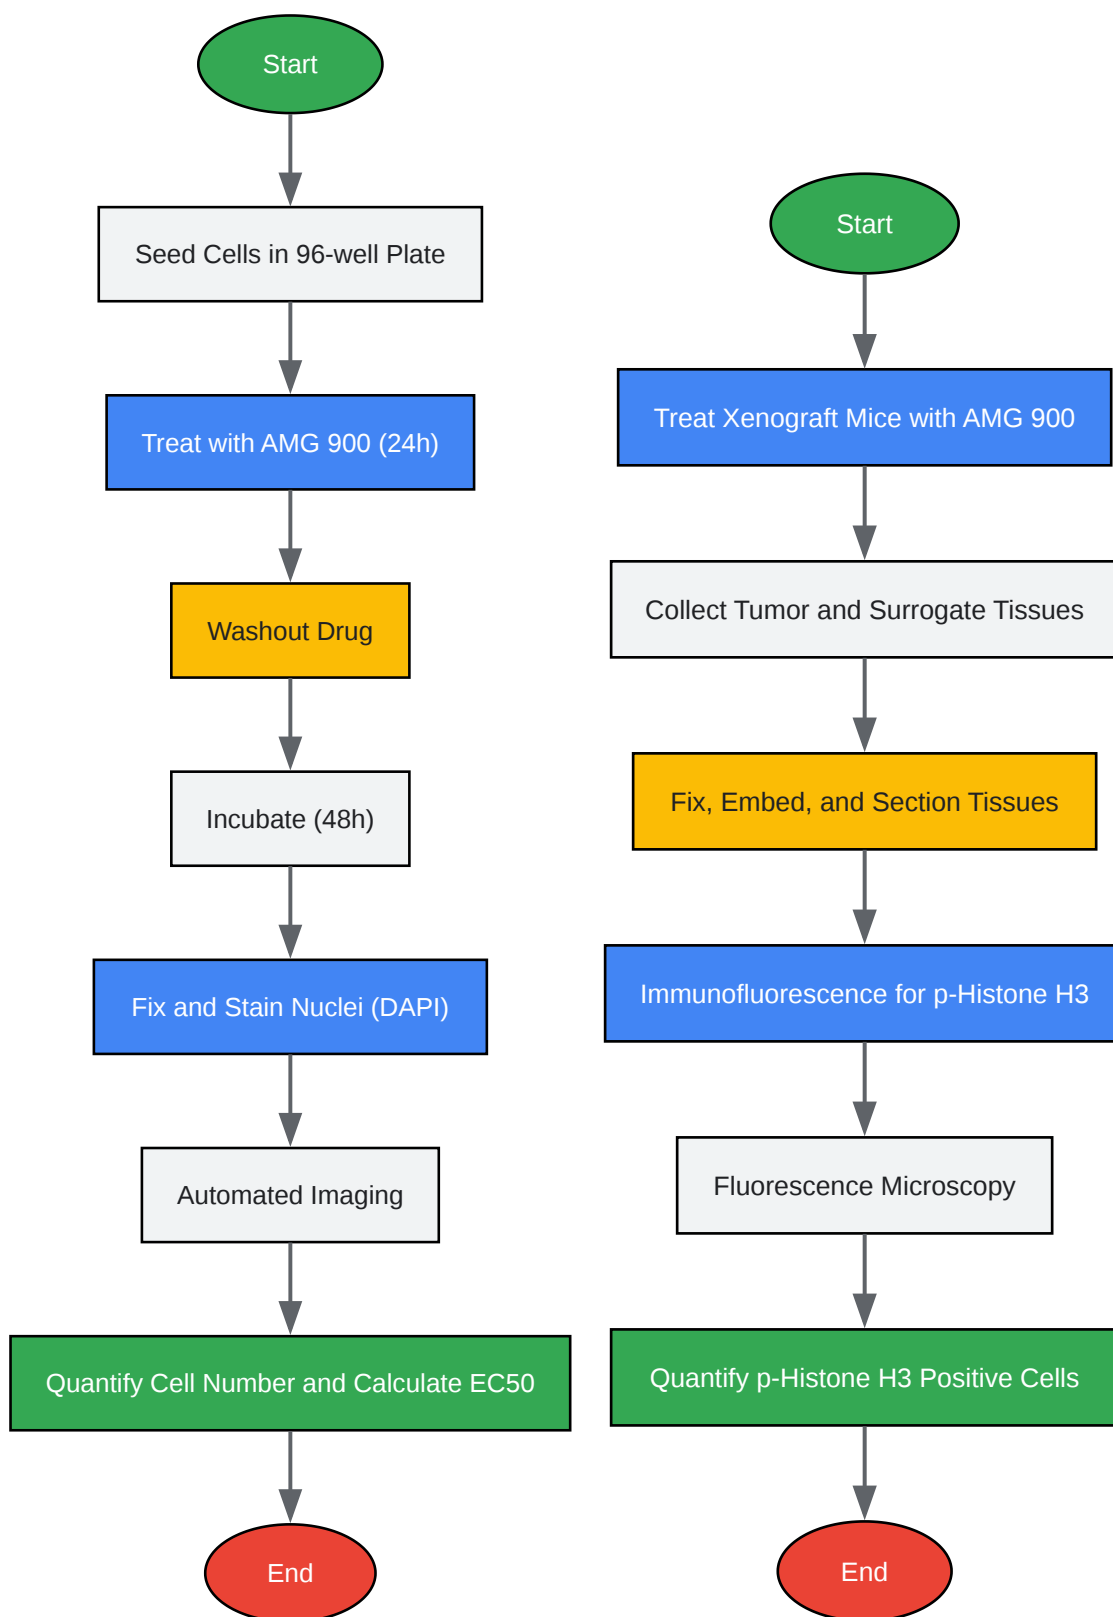 Start
Seed Cells in 96-well Plate
Treat with AMG 900 (24h)
Washout Drug
Incubate (48h)
Fix and Stain Nuclei (DAPI)
Automated Imaging
Quantify Cell Number and Calculate EC50
End
Start
Treat Xenograft Mice with AMG 900
Collect Tumor and Surrogate Tissues
Fix, Embed, and Section Tissues
Immunofluorescence for p-Histone H3
Fluorescence Microscopy
Quantify p-Histone H3 Positive Cells
End